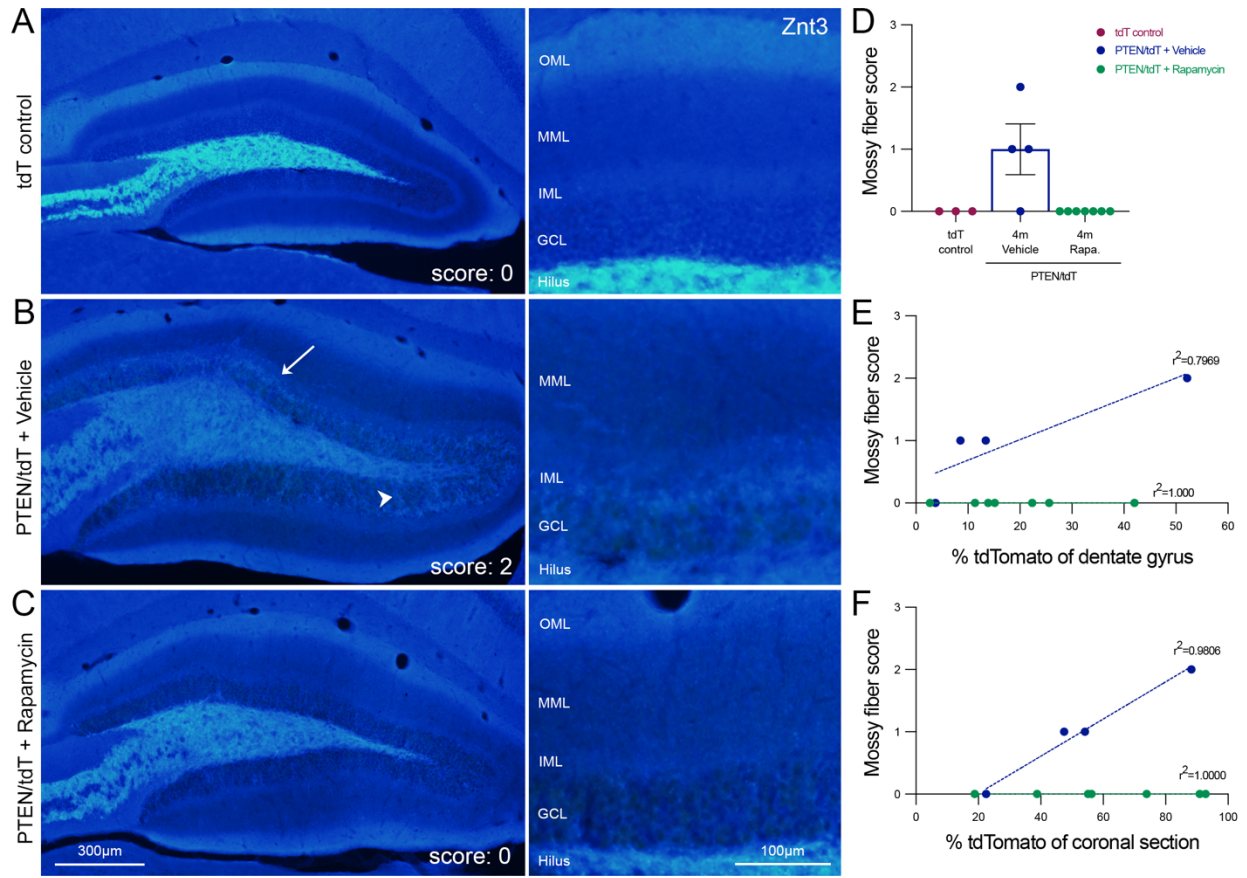 A
tdT control
Znt3
OML
MML
IML
GCL
Hilus
score: 0
B
PTEN/tdT + Vehicle
MML
IML
GCL
Hilus
score: 2
C
PTEN/tdT + Rapamycin
OML
MML
IML
GCL
Hilus
300µm
score: 0
100µm
D
tdT control
PTEN/tdT + Vehicle
PTEN/tdT + Rapamycin
Mossy fiber score
3
2
1
0
tdT
control
4m
Vehicle
4m
Rapa.
PTEN/tdT
E
Mossy fiber score
3
2
1
0
r²=0.7969
r²=1.000
0 10 20 30 40 50 60
% tdTomato of dentate gyrus
F
Mossy fiber score
3
2
1
0
r²=0.9806
r²=1.0000
0 20 40 60 80 100
% tdTomato of coronal section